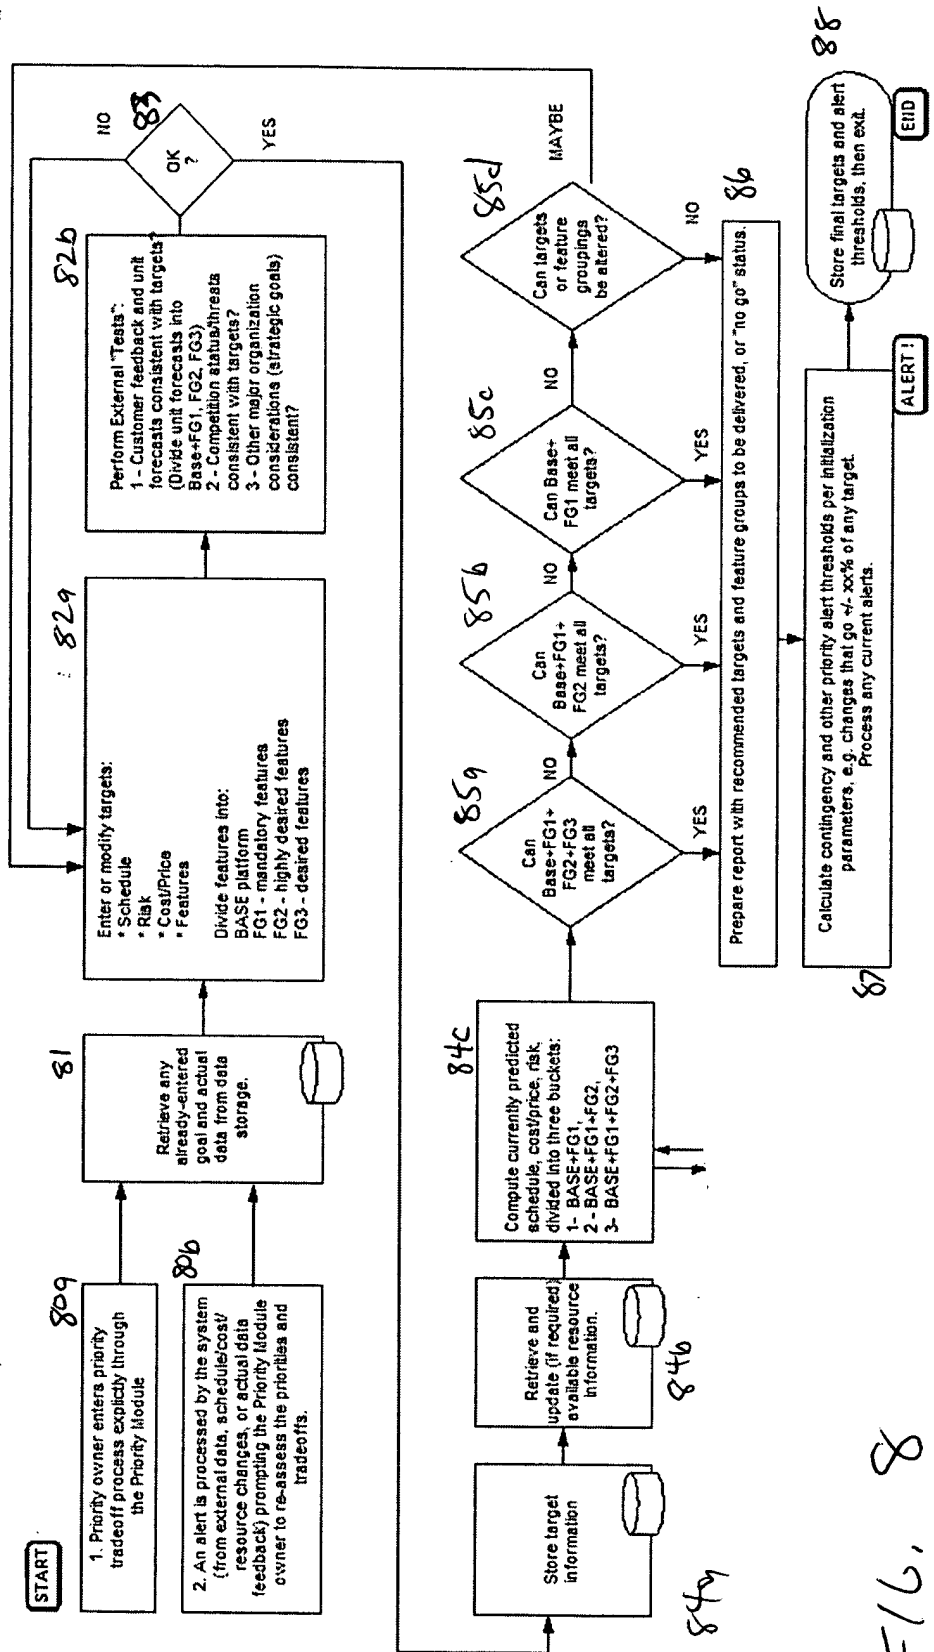 START
80a
1. Priority owner enters priority
tradeoff process explicitly through
the Priority Module
80b
2. An alert is processed by the system
(from external data, schedule/cost/
resource changes, or actual data
feedback) prompting the Priority Module
owner to re-assess the priorities and
tradeoffs.
81
Retrieve any
already-entered
goal and actual
data from data
storage.
82a
Enter or modify targets:
* Schedule
* Risk
* Cost/Price
* Features
Divide features into:
BASE platform
FG1 - mandatory features
FG2 - highly desired features
FG3 - desired features
82b
Perform External "Tests":
1 - Customer feedback and unit
forecasts consistent with targets?
(Divide unit forecasts into
Base+FG1, FG2, FG3)
2 - Competition status/threats
consistent with targets?
3 - Other major organization
considerations (strategic goals)
consistent?
83
OK
?
NO
YES
84a
Store target
information
84b
Retrieve and
update (if required)
available resource
information.
84c
Compute currently predicted
schedule, cost/price, risk,
divided into three buckets:
1- BASE+FG1,
2 - BASE+FG1+FG2,
3- BASE+FG1+FG2+FG3
85a
Can
Base+FG1+
FG2+FG3
meet all
targets?
NO
YES
85b
Can
Base+FG1+
FG2 meet all
targets?
NO
YES
85c
Can Base+
FG1 meet all
targets?
NO
YES
85d
Can targets
or feature
groupings
be altered?
MAYBE
NO
86
Prepare report with recommended targets and feature groups to be delivered, or "no go" status.
87
Calculate contingency and other priority alert thresholds per initialization
parameters, e.g. changes that go +/- xx% of any target.
Process any current alerts.
ALERT !
88
Store final targets and alert
thresholds, then exit.
END
FIG. 8